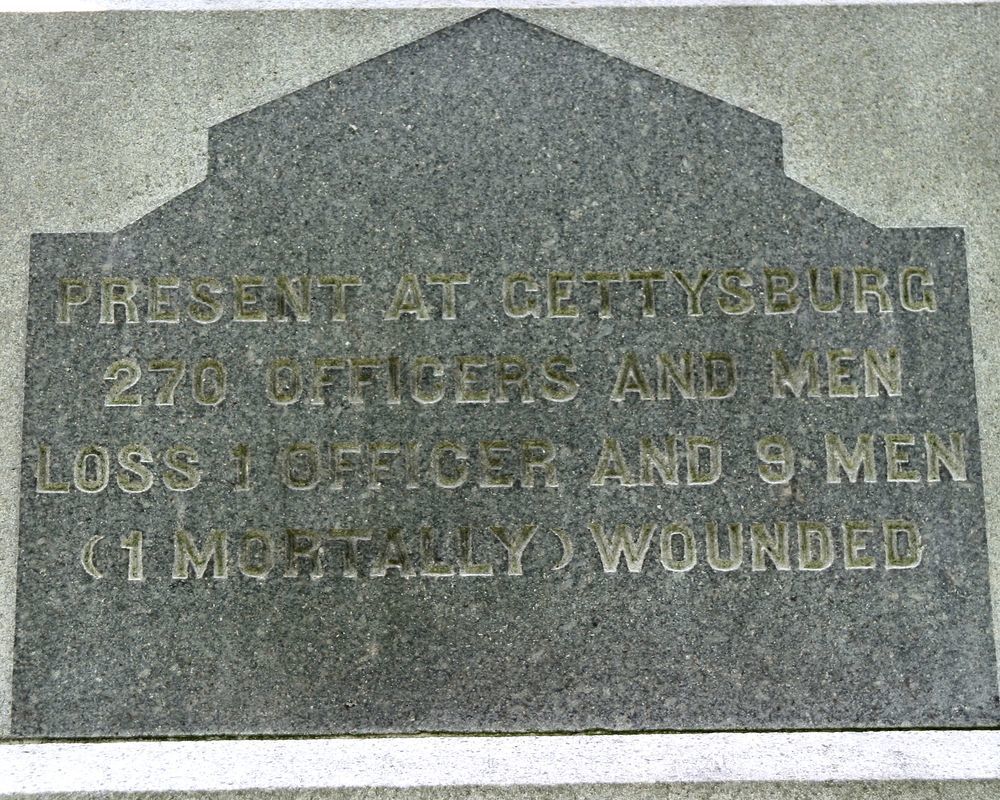 PRESENT AT GETTYSBURG
270 OFFICERS AND MEN
LOSS 1 OFFICER AND 9 MEN
(1 MORTALLY) WOUNDED